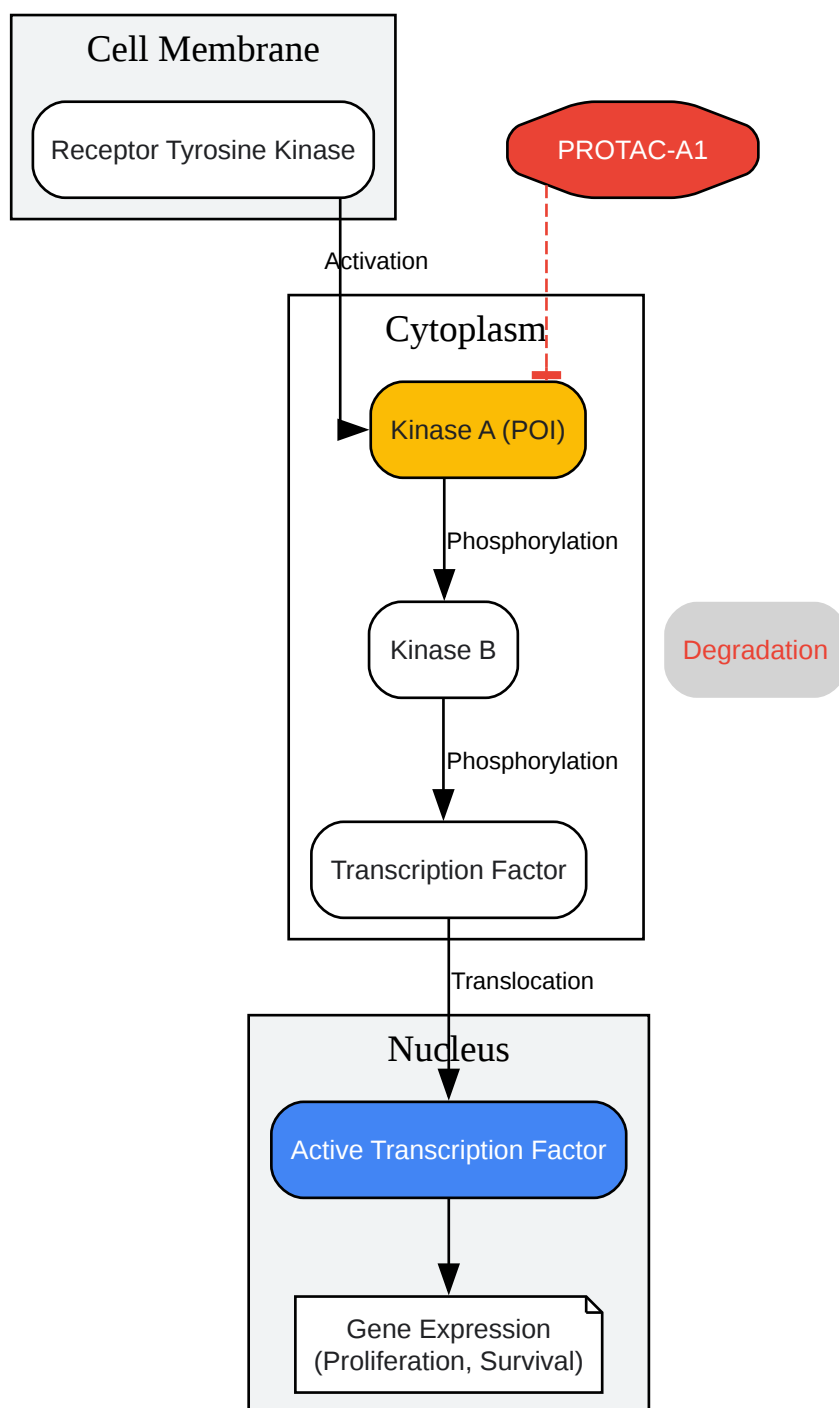 Cell Membrane
Receptor Tyrosine Kinase
PROTAC-A1
Activation
Cytoplasm
Kinase A (POI)
Phosphorylation
Kinase B
Degradation
Phosphorylation
Transcription Factor
Translocation
Nucleus
Active Transcription Factor
Gene Expression
(Proliferation, Survival)